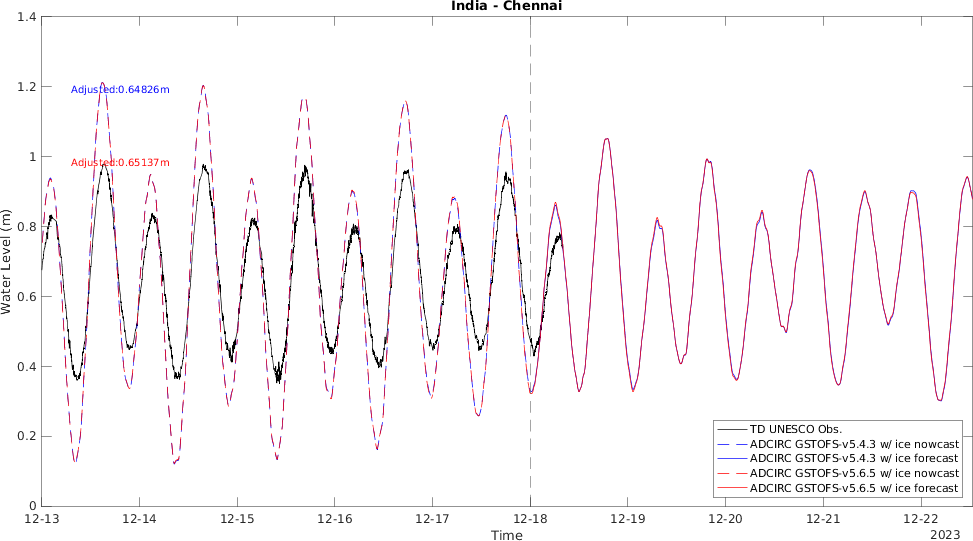 India - Chennai
1.4
1.2
1
0.8
0.6
0.4
0.2
0
Water Level (m)
Adjusted:0.64826m
Adjusted:0.65137m
TD UNESCO Obs.
ADCIRC GSTOFS-v5.4.3 w/ ice nowcast
ADCIRC GSTOFS-v5.4.3 w/ ice forecast
ADCIRC GSTOFS-v5.6.5 w/ ice nowcast
ADCIRC GSTOFS-v5.6.5 w/ ice forecast
12-13 12-14 12-15 12-16 12-17 12-18 12-19 12-20 12-21 12-22
Time
2023